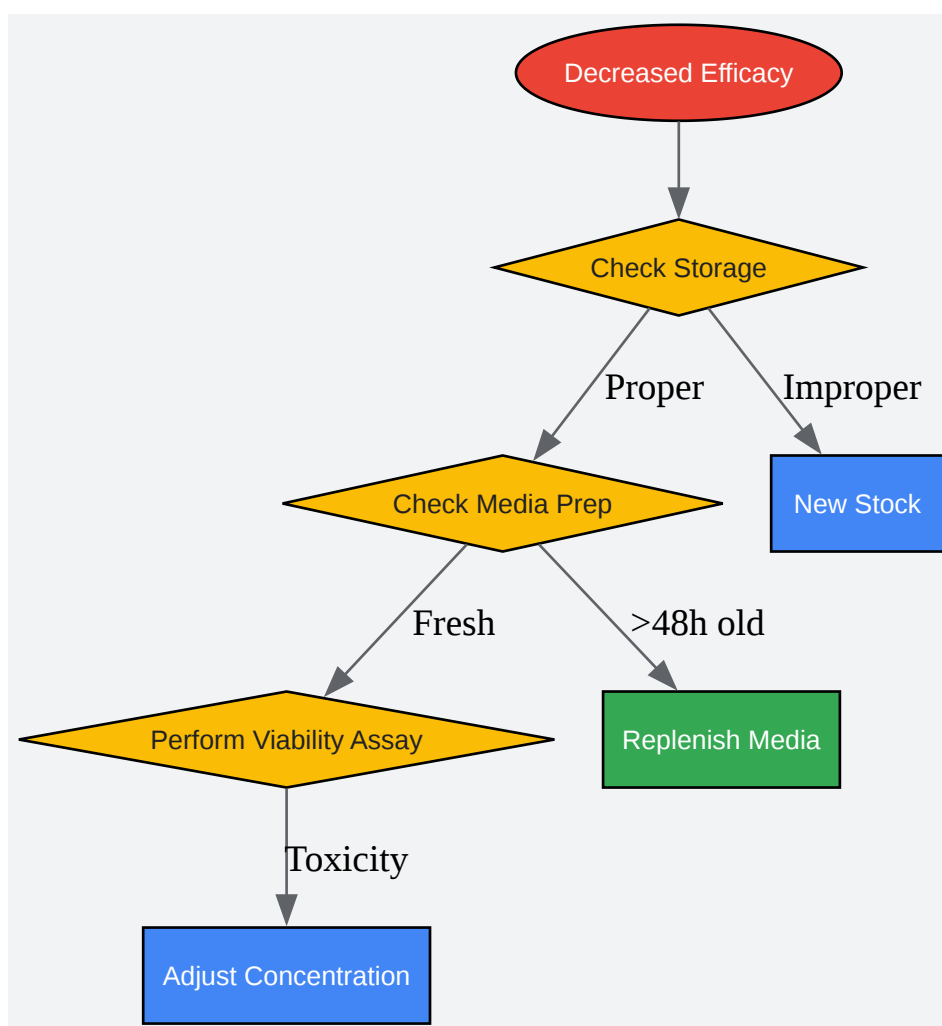 Decreased Efficacy
Check Storage
Proper
Improper
Check Media Prep
New Stock
Fresh
>48h old
Perform Viability Assay
Replenish Media
Toxicity
Adjust Concentration